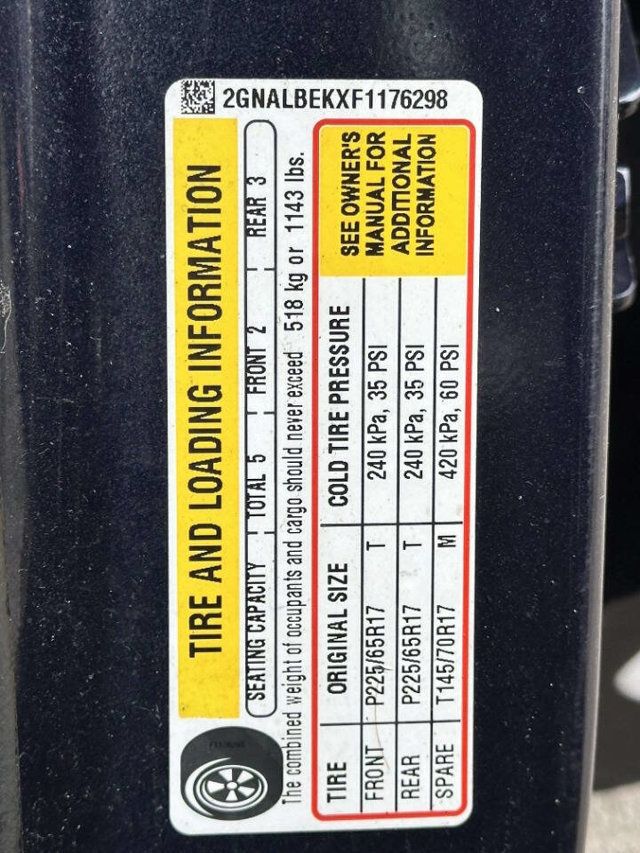 2GNALBEKXF1176298
TIRE AND LOADING INFORMATION
SEATING CAPACITY TOTAL 5 FRONT 2 REAR 3
The combined weight of occupants and cargo should never exceed 518 kg or 1143 lbs.
TIRE ORIGINAL SIZE COLD TIRE PRESSURE
FRONT P225/65R17 T 240 kPa, 35 PSI
REAR P225/65R17 T 240 kPa, 35 PSI
SPARE T145/70R17 M 420 kPa, 60 PSI
SEE OWNER'S
MANUAL FOR
ADDITIONAL
INFORMATION